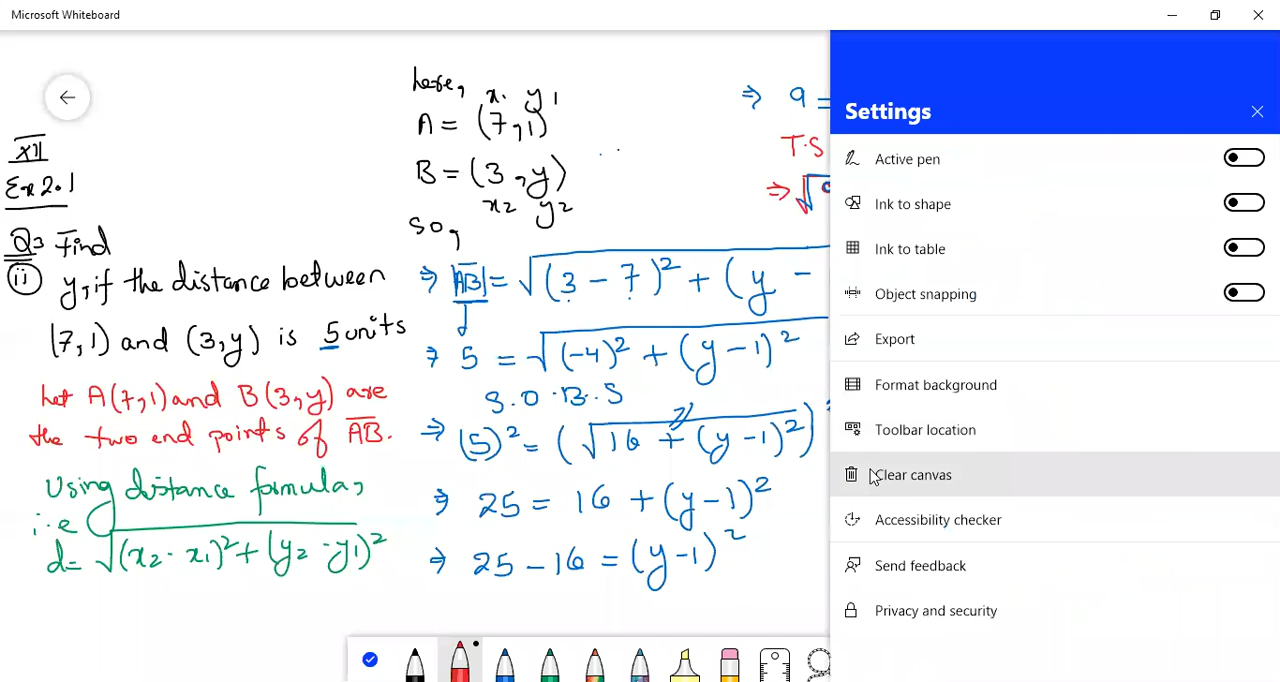 Microsoft Whiteboard
XII
Ex 2.1
Q3 Find
(ii) y, if the distance between
(7,1) and (3,y) is 5 units
Let A(7,1) and B(3,y) are
the two end points of AB.
Using distance formula,
i.e
d = √(x2 - x1)² + (y2 - y1)²
here,
x1 y1
A = (7,1)
B = (3,y)
x2 y2
so,
⇒ |AB| = √(3 - 7)² + (y -
d
⇒ 5 = √(-4)² + (y - 1)²
S.O.B.S
⇒ (5)² = (√16 + (y - 1)²)²
⇒ 25 = 16 + (y - 1)²
⇒ 25 - 16 = (y - 1)²
⇒ 9 =
T.S
⇒ √
Settings
Active pen
Ink to shape
Ink to table
Object snapping
Export
Format background
Toolbar location
Clear canvas
Accessibility checker
Send feedback
Privacy and security